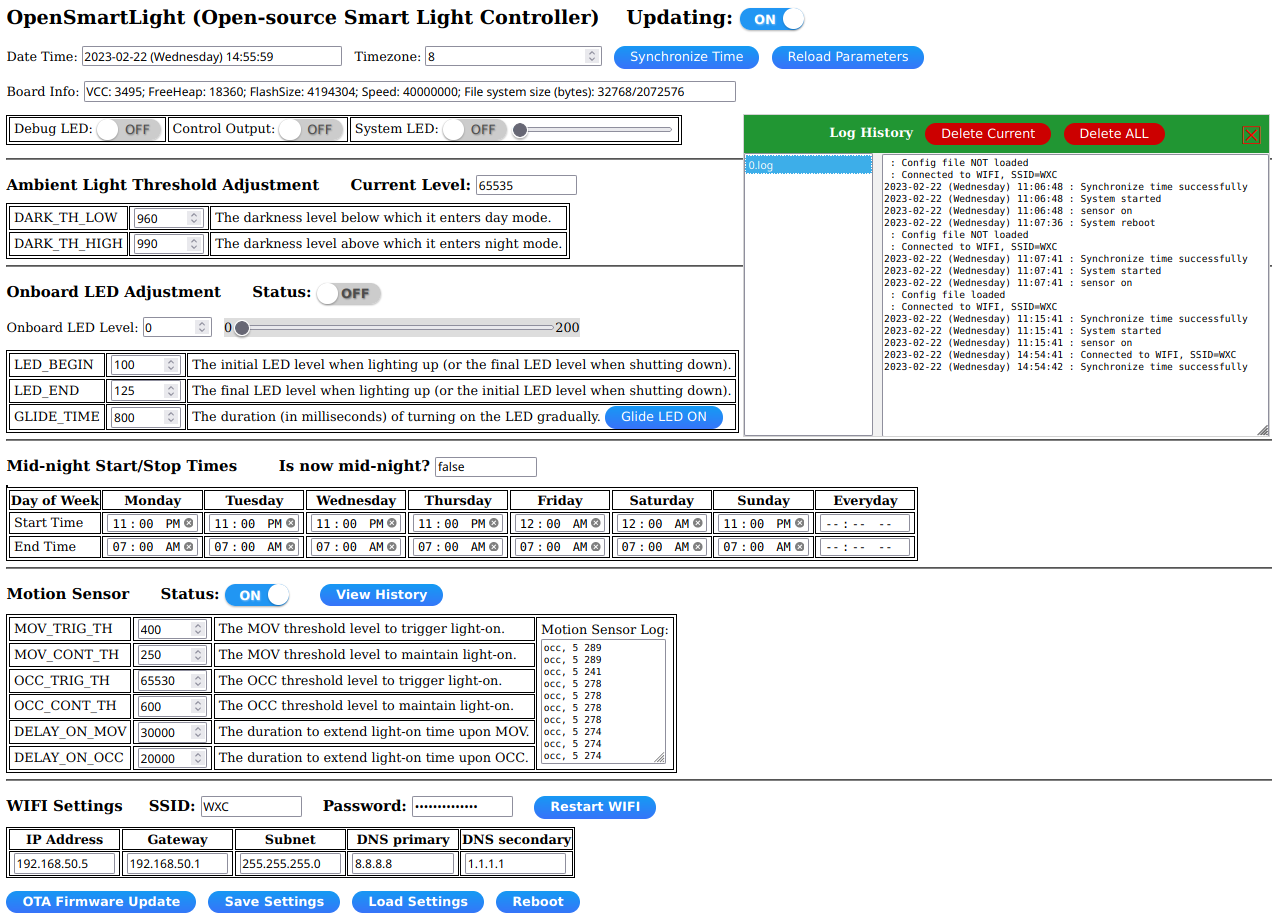 OpenSmartLight (Open-source Smart Light Controller) Updating: ON
Date Time: 2023-02-22 (Wednesday) 14:55:59 Timezone: 8 Synchronize Time Reload Parameters
Board Info: VCC: 3495; FreeHeap: 18360; FlashSize: 4194304; Speed: 40000000; File system size (bytes): 32768/2072576
Debug LED: OFF Control Output: OFF System LED: OFF
Log History Delete Current Delete ALL
0.log
: Config file NOT loaded
: Connected to WIFI, SSID=WXC
2023-02-22 (Wednesday) 11:06:48 : Synchronize time successfully
2023-02-22 (Wednesday) 11:06:48 : System started
2023-02-22 (Wednesday) 11:06:48 : sensor on
2023-02-22 (Wednesday) 11:07:36 : System reboot
: Config file NOT loaded
: Connected to WIFI, SSID=WXC
2023-02-22 (Wednesday) 11:07:41 : Synchronize time successfully
2023-02-22 (Wednesday) 11:07:41 : System started
2023-02-22 (Wednesday) 11:07:41 : sensor on
: Config file loaded
: Connected to WIFI, SSID=WXC
2023-02-22 (Wednesday) 11:15:41 : Synchronize time successfully
2023-02-22 (Wednesday) 11:15:41 : System started
2023-02-22 (Wednesday) 11:15:41 : sensor on
2023-02-22 (Wednesday) 14:54:41 : Connected to WIFI, SSID=WXC
2023-02-22 (Wednesday) 14:54:42 : Synchronize time successfully
Ambient Light Threshold Adjustment Current Level: 65535
DARK_TH_LOW 960 The darkness level below which it enters day mode.
DARK_TH_HIGH 990 The darkness level above which it enters night mode.
Onboard LED Adjustment Status: OFF
Onboard LED Level: 0 0 200
LED_BEGIN 100 The initial LED level when lighting up (or the final LED level when shutting down).
LED_END 125 The final LED level when lighting up (or the initial LED level when shutting down).
GLIDE_TIME 800 The duration (in milliseconds) of turning on the LED gradually. Glide LED ON
Mid-night Start/Stop Times Is now mid-night? false
Day of Week Monday Tuesday Wednesday Thursday Friday Saturday Sunday Everyday
Start Time 11:00 PM 11:00 PM 11:00 PM 11:00 PM 12:00 AM 12:00 AM 11:00 PM --:-- --
End Time 07:00 AM 07:00 AM 07:00 AM 07:00 AM 07:00 AM 07:00 AM 07:00 AM --:-- --
Motion Sensor Status: ON View History
MOV_TRIG_TH 400 The MOV threshold level to trigger light-on.
MOV_CONT_TH 250 The MOV threshold level to maintain light-on.
OCC_TRIG_TH 65530 The OCC threshold level to trigger light-on.
OCC_CONT_TH 600 The OCC threshold level to maintain light-on.
DELAY_ON_MOV 30000 The duration to extend light-on time upon MOV.
DELAY_ON_OCC 20000 The duration to extend light-on time upon OCC.
Motion Sensor Log:
occ, 5 289
occ, 5 289
occ, 5 241
occ, 5 278
occ, 5 278
occ, 5 278
occ, 5 278
occ, 5 274
occ, 5 274
occ, 5 274
WIFI Settings SSID: WXC Password: •••••••••••••• Restart WIFI
IP Address Gateway Subnet DNS primary DNS secondary
192.168.50.5 192.168.50.1 255.255.255.0 8.8.8.8 1.1.1.1
OTA Firmware Update Save Settings Load Settings Reboot